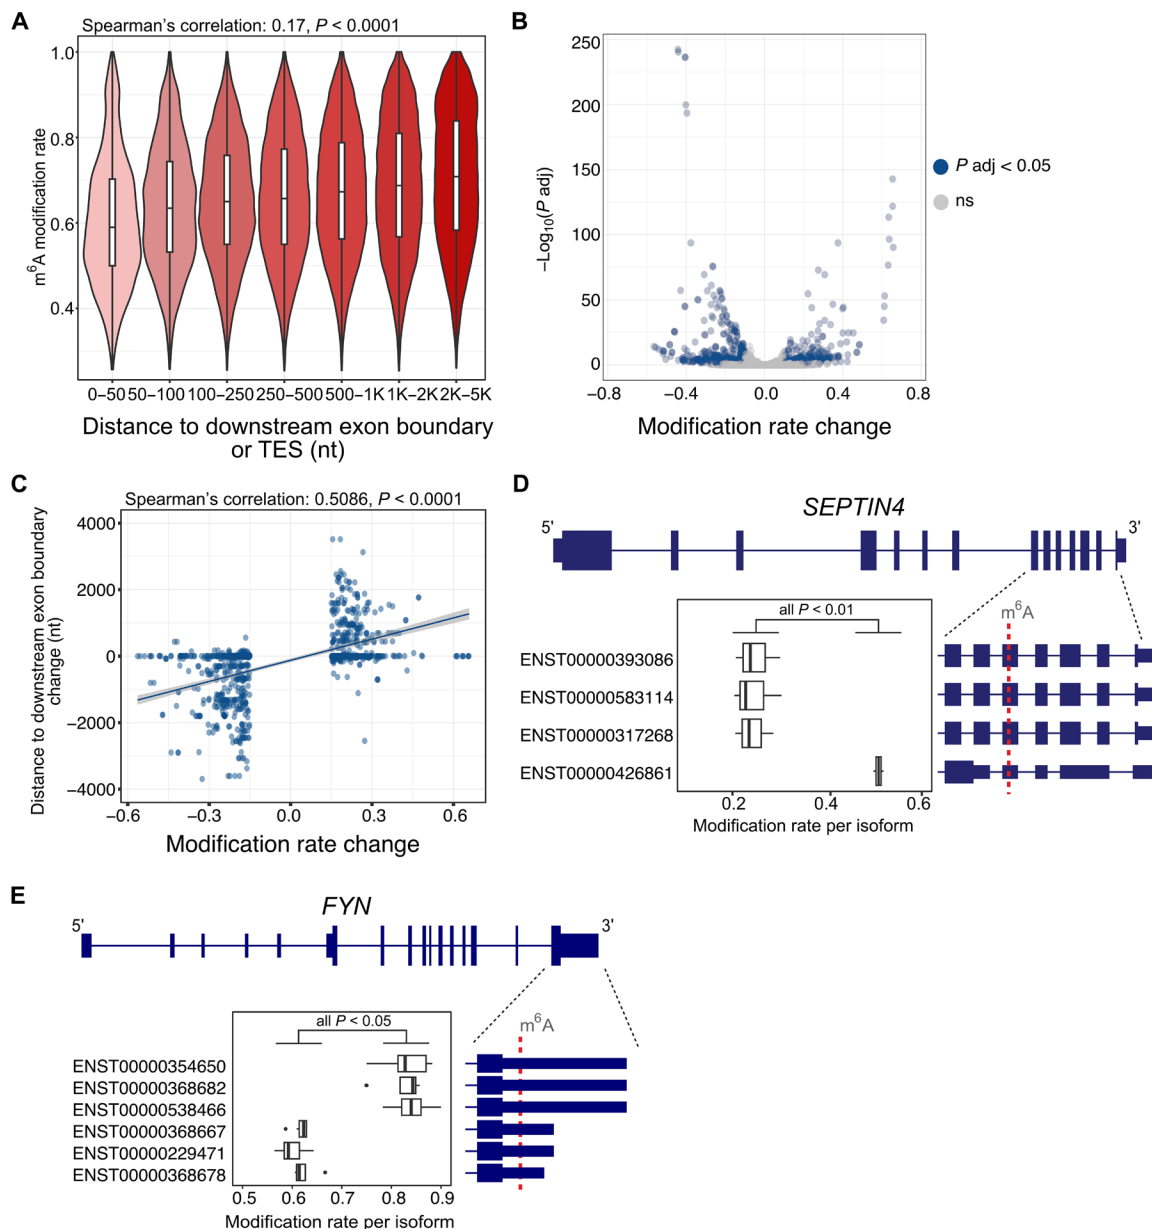 A
Spearman's correlation: 0.17, P < 0.0001
m6A modification rate
1.0
0.8
0.6
0.4
0−50 50−100 100−250 250−500 500−1K 1K−2K 2K−5K
Distance to downstream exon boundary
or TES (nt)
B
−Log10(P adj)
250
200
150
100
50
0
−0.8 −0.4 0.0 0.4 0.8
Modification rate change
P adj < 0.05
ns
C
Spearman's correlation: 0.5086, P < 0.0001
Distance to downstream exon boundary
change (nt)
4000
2000
0
−2000
−4000
−0.6 −0.3 0.0 0.3 0.6
Modification rate change
D
SEPTIN4
5' 3'
all P < 0.01
m6A
ENST00000393086
ENST00000583114
ENST00000317268
ENST00000426861
0.2 0.4 0.6
Modification rate per isoform
E
FYN
5' 3'
all P < 0.05
m6A
ENST00000354650
ENST00000368682
ENST00000538466
ENST00000368667
ENST00000229471
ENST00000368678
0.5 0.6 0.7 0.8 0.9
Modification rate per isoform